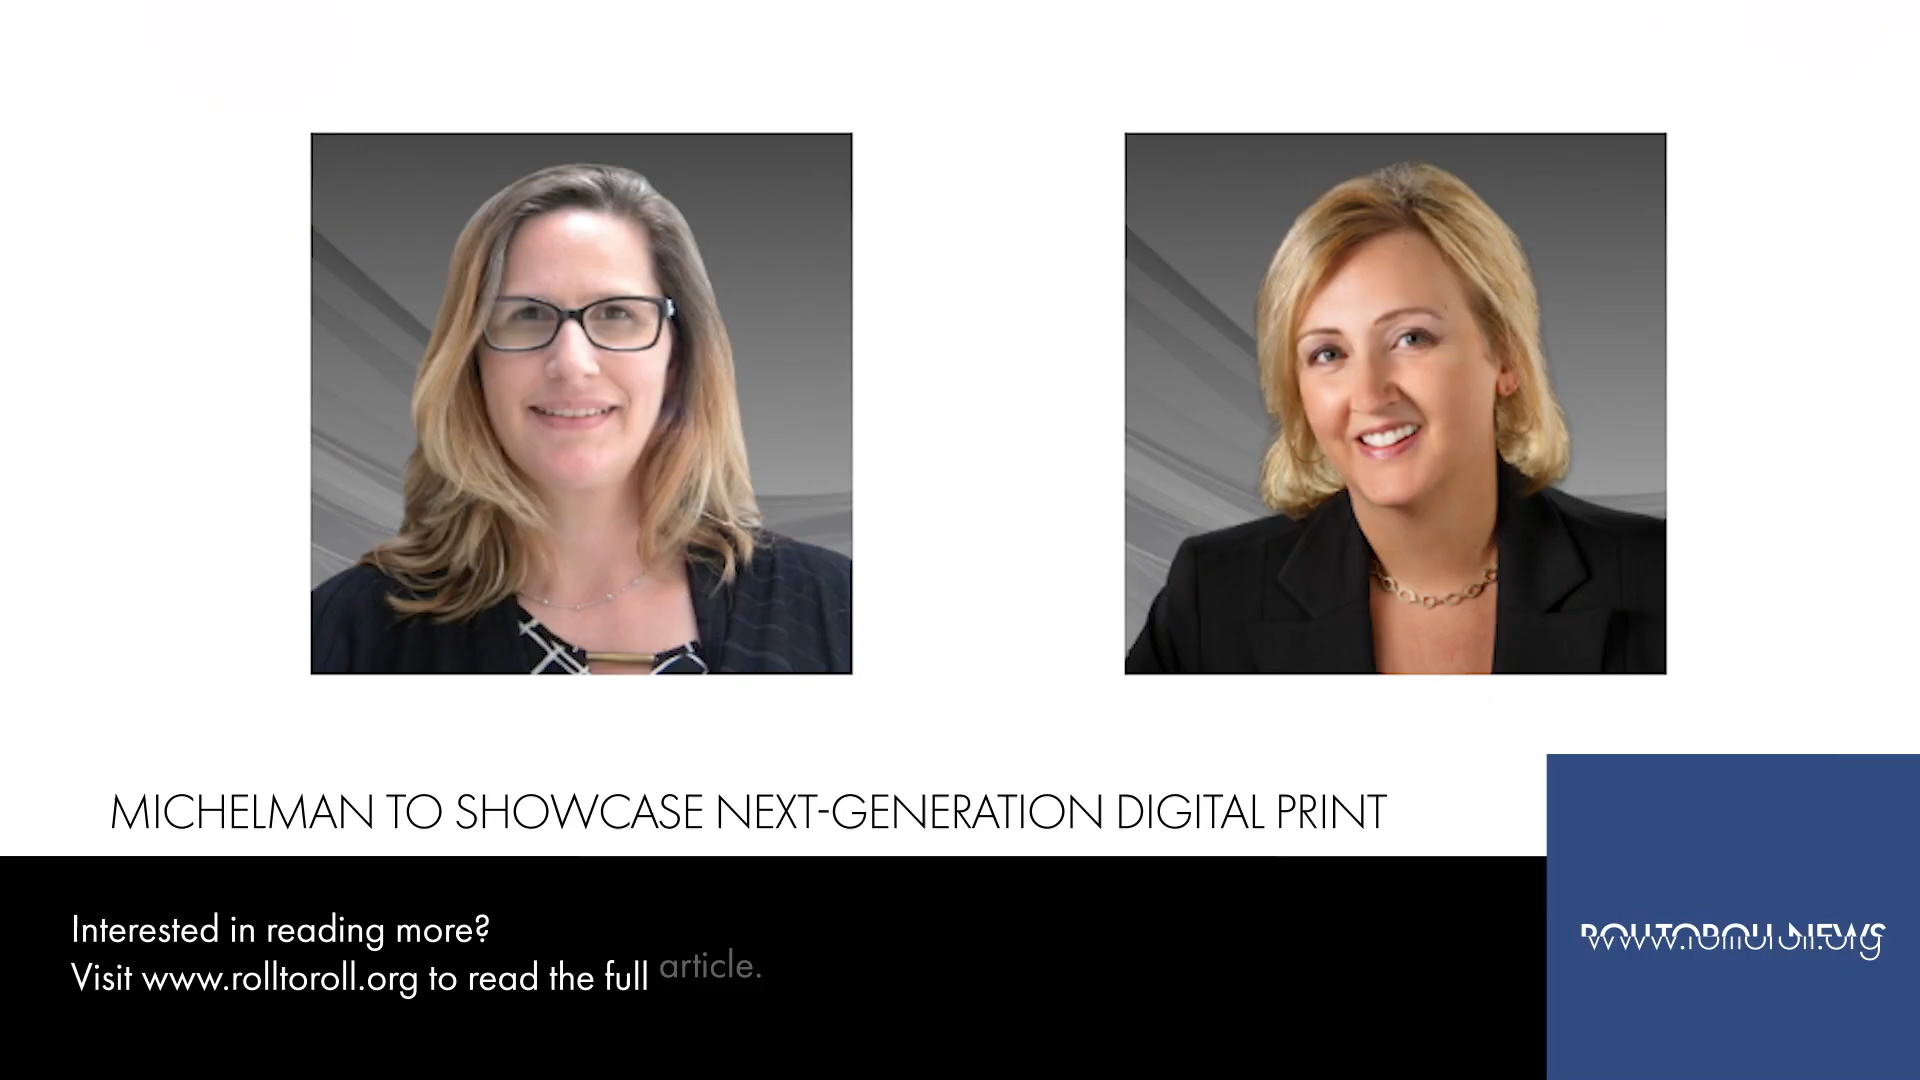 MICHELMAN TO SHOWCASE NEXT-GENERATION DIGITAL PRINT
Interested in reading more?
Visit www.rolltoroll.org to read the full article.